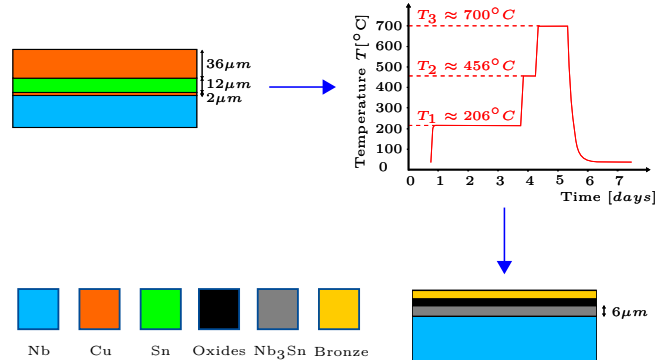 36μm
12μm
2μm
Temperature T[°C]
700
600
500
400
300
200
100
0
T₃ ≈ 700°C
T₂ ≈ 456°C
T₁ ≈ 206°C
0 1 2 3 4 5 6 7
Time [days]
6μm
Nb Cu Sn Oxides Nb₃Sn Bronze